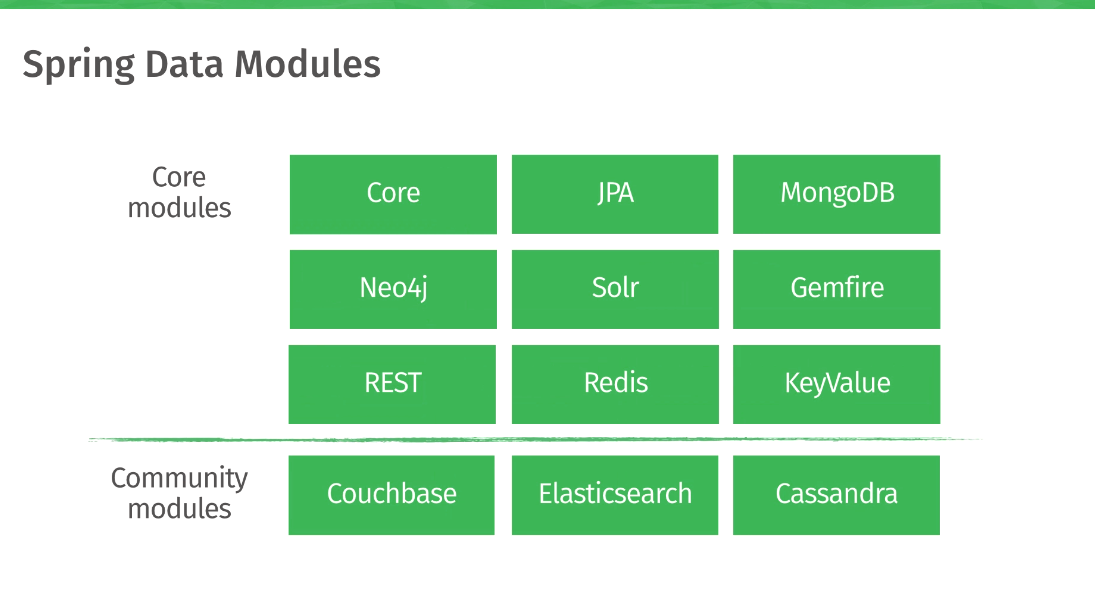 Spring Data Modules
Core
modules
Core
JPA
MongoDB
Neo4j
Solr
Gemfire
REST
Redis
KeyValue
Community
modules
Couchbase
Elasticsearch
Cassandra